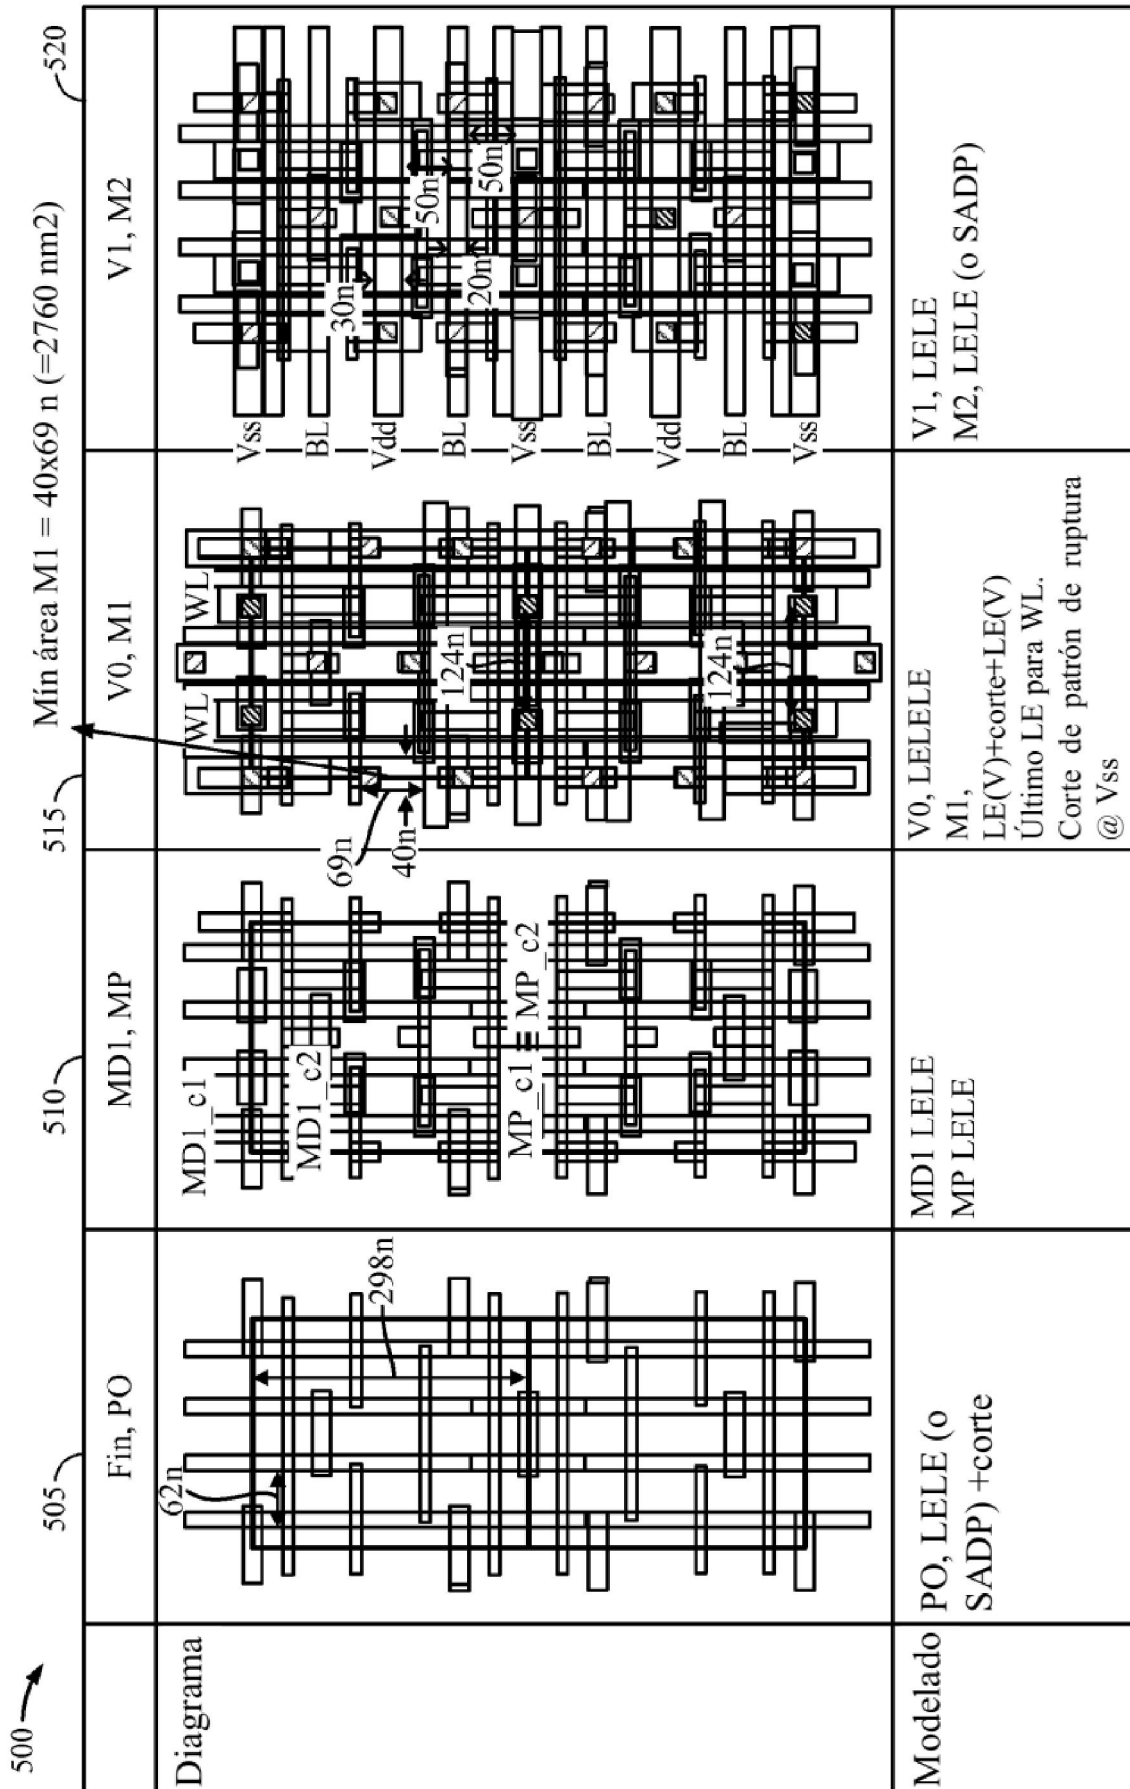 500
505
510
515
520
Mín área M1 = 40x69 n (=2760 nm2)
Fin, PO
MD1, MP
V0, M1
V1, M2
Diagrama
62n
298n
MD1_c1
MD1_c2
MP_c1
MP_c2
WL
WL
69n
40n
124n
124n
Vss
BL
Vdd
BL
Vss
BL
Vdd
BL
Vss
30n
50n
20n
50n
Modelado
PO, LELE (o
SADP) +corte
MD1 LELE
MP LELE
V0, LELELE
M1,
LE(V)+corte+LE(V)
Último LE para WL.
Corte de patrón de ruptura
@ Vss
V1, LELE
M2, LELE (o SADP)